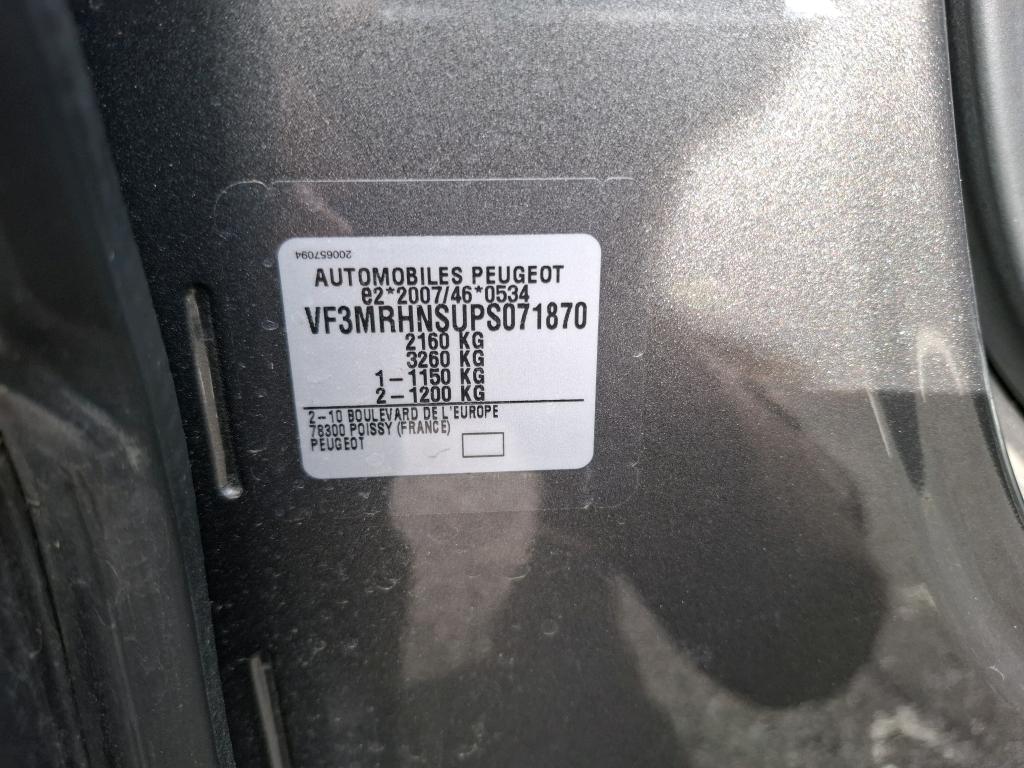 200657094
AUTOMOBILES PEUGEOT
e2*2007/46*0534
VF3MRHNSUPS071870
2160 KG
3260 KG
1-1150 KG
2-1200 KG
2-10 BOULEVARD DE L'EUROPE
78300 POISSY (FRANCE)
PEUGEOT